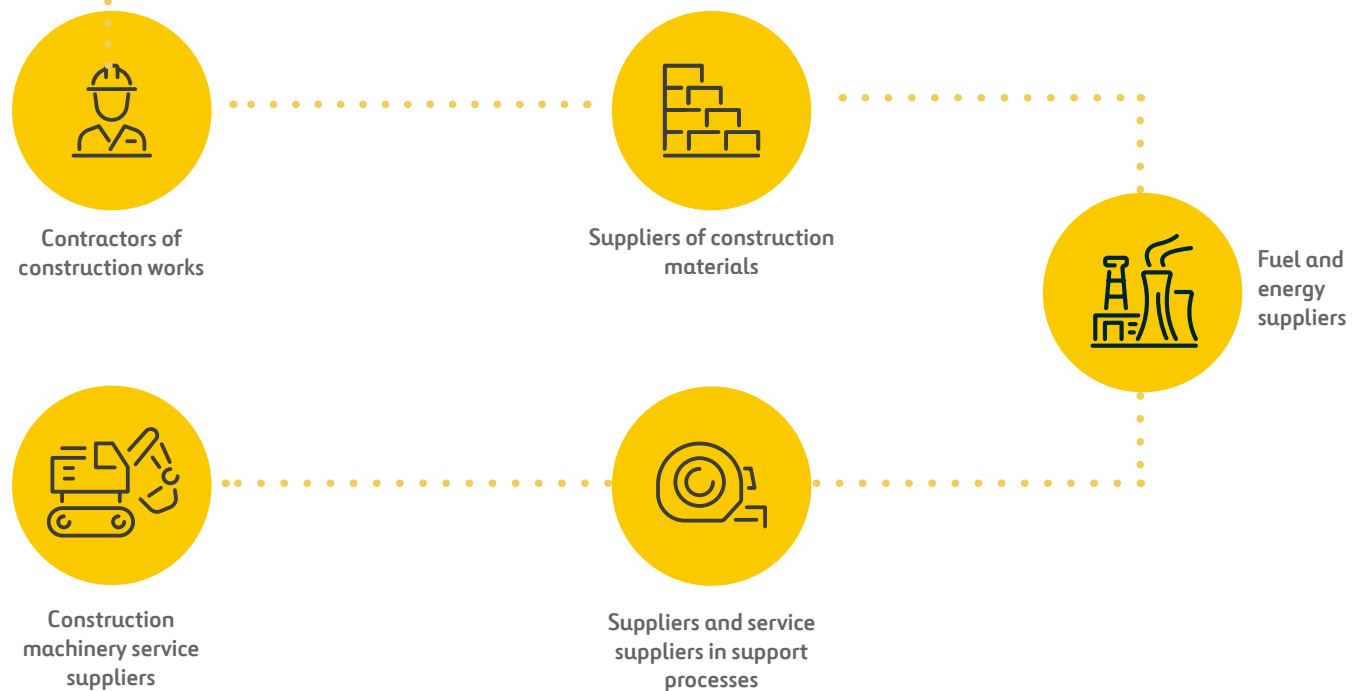 Contractors of
construction works
Suppliers of construction
materials
Fuel and
energy
suppliers
Construction
machinery service
suppliers
Suppliers and service
suppliers in support
processes